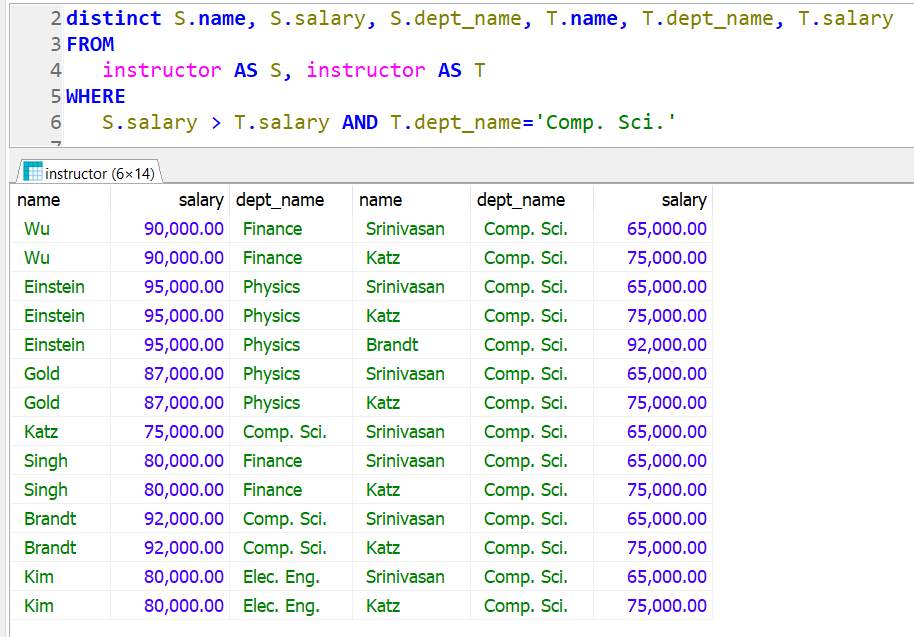 2 distinct S.name, S.salary, S.dept_name, T.name, T.dept_name, T.salary
3 FROM
4 instructor AS S, instructor AS T
5 WHERE
6 S.salary > T.salary AND T.dept_name='Comp. Sci.'
instructor (6×14)
name salary dept_name name dept_name salary
Wu 90,000.00 Finance Srinivasan Comp. Sci. 65,000.00
Wu 90,000.00 Finance Katz Comp. Sci. 75,000.00
Einstein 95,000.00 Physics Srinivasan Comp. Sci. 65,000.00
Einstein 95,000.00 Physics Katz Comp. Sci. 75,000.00
Einstein 95,000.00 Physics Brandt Comp. Sci. 92,000.00
Gold 87,000.00 Physics Srinivasan Comp. Sci. 65,000.00
Gold 87,000.00 Physics Katz Comp. Sci. 75,000.00
Katz 75,000.00 Comp. Sci. Srinivasan Comp. Sci. 65,000.00
Singh 80,000.00 Finance Srinivasan Comp. Sci. 65,000.00
Singh 80,000.00 Finance Katz Comp. Sci. 75,000.00
Brandt 92,000.00 Comp. Sci. Srinivasan Comp. Sci. 65,000.00
Brandt 92,000.00 Comp. Sci. Katz Comp. Sci. 75,000.00
Kim 80,000.00 Elec. Eng. Srinivasan Comp. Sci. 65,000.00
Kim 80,000.00 Elec. Eng. Katz Comp. Sci. 75,000.00